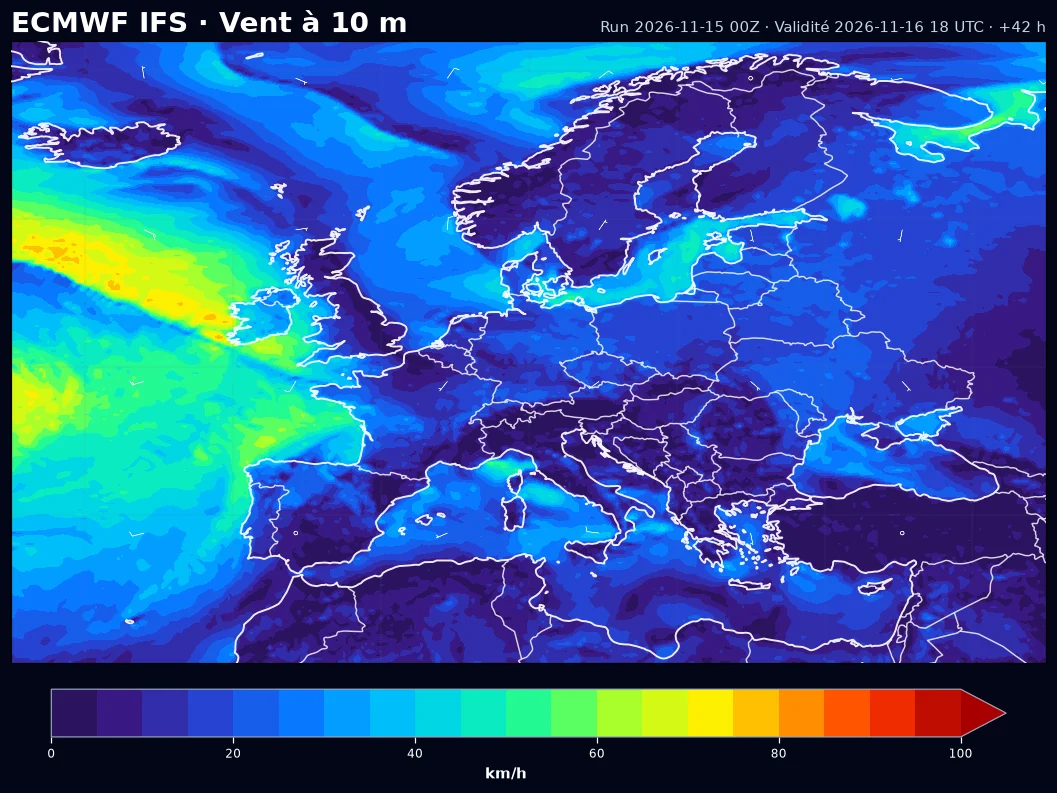 ECMWF IFS · Vent à 10 m
Run 2026-11-15 00Z · Validité 2026-11-16 18 UTC · +42 h
0 20 40 60 80 100
km/h